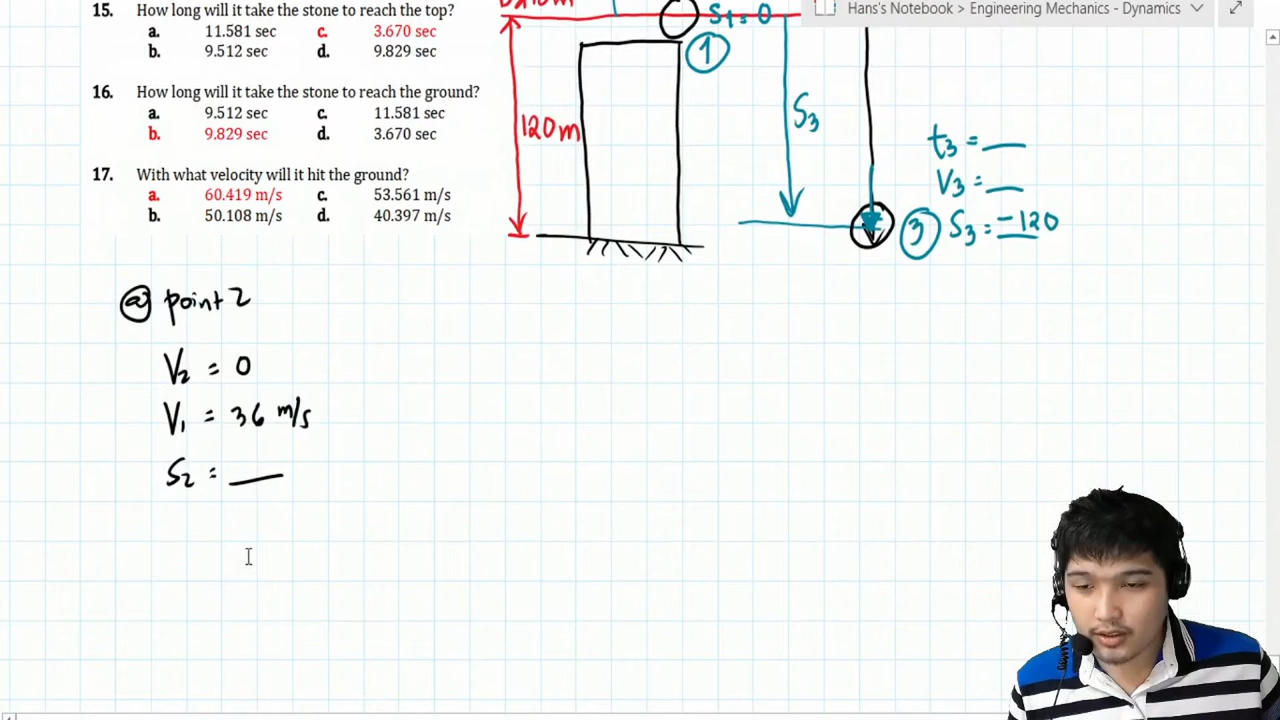 Hans's Notebook > Engineering Mechanics - Dynamics
15. How long will it take the stone to reach the top?
a. 11.581 sec c. 3.670 sec
b. 9.512 sec d. 9.829 sec
16. How long will it take the stone to reach the ground?
a. 9.512 sec c. 11.581 sec
b. 9.829 sec d. 3.670 sec
17. With what velocity will it hit the ground?
a. 60.419 m/s c. 53.561 m/s
b. 50.108 m/s d. 40.397 m/s
S1 = 0
1
120m
S3
t3 = __
V3 = __
3 S3 = -120
@ point 2
V2 = 0
V1 = 36 m/s
S2 = __